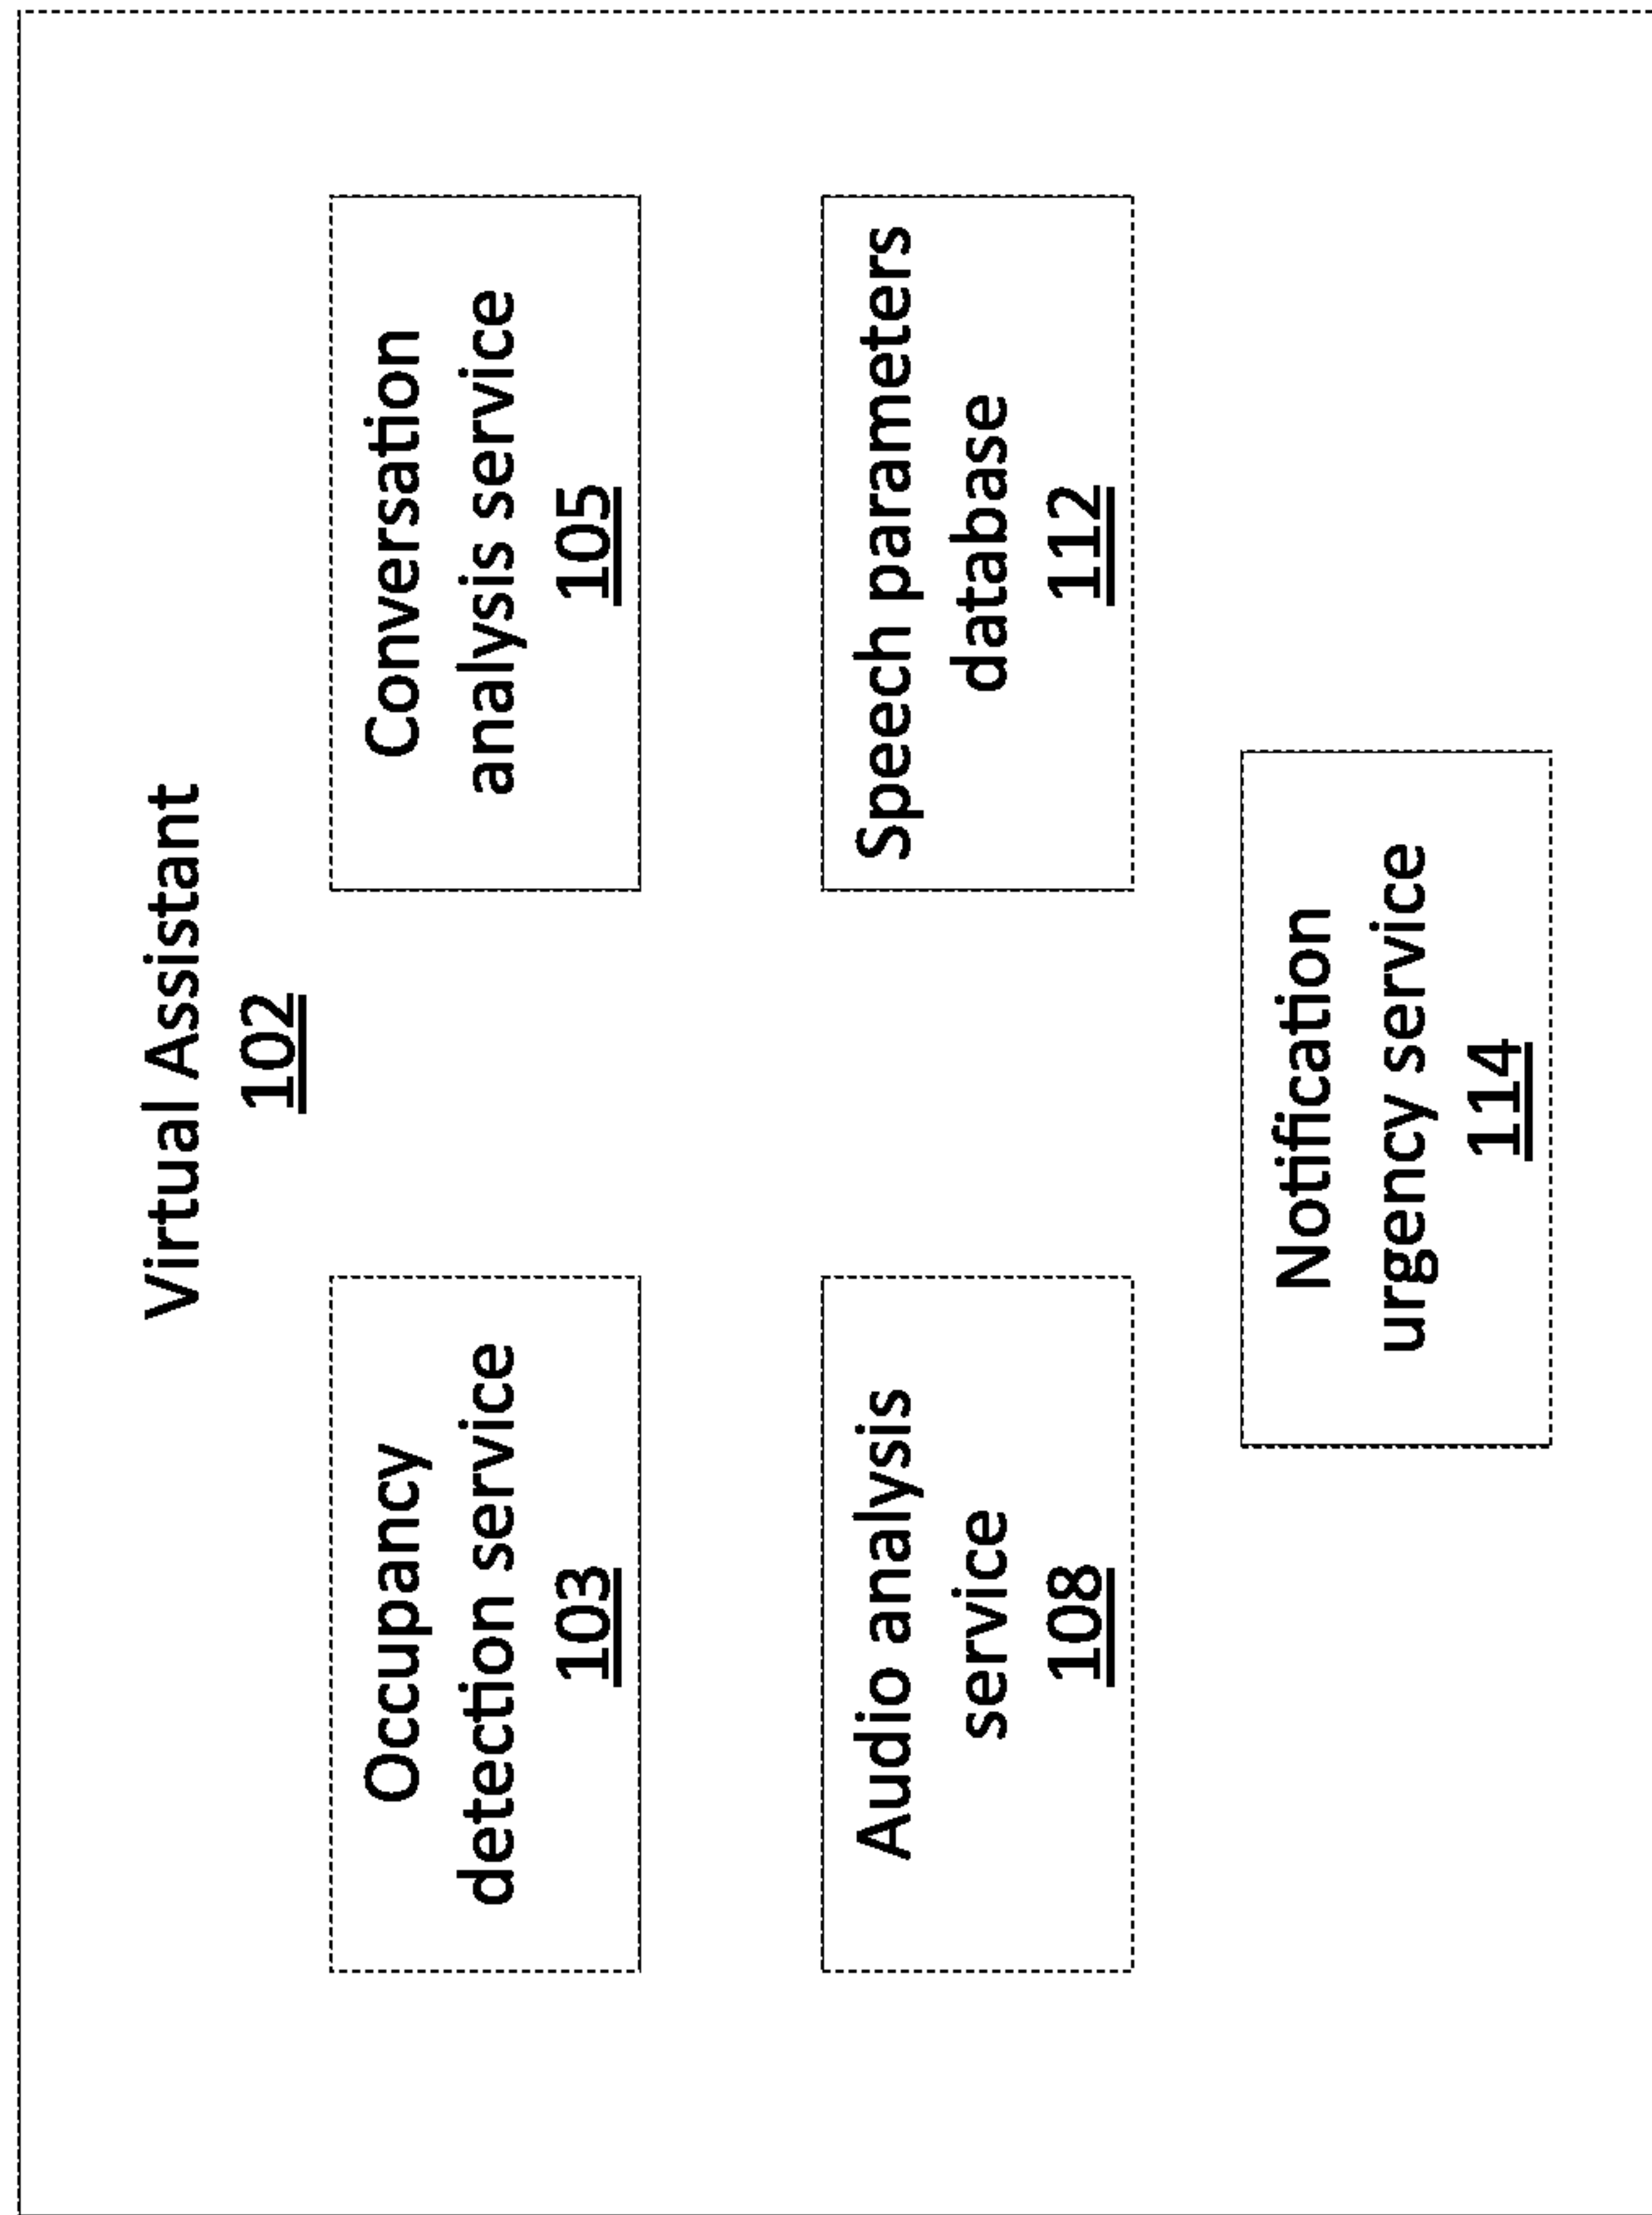 Virtual Assistant
102
Occupancy
detection service
103
Conversation
analysis service
105
Audio analysis
service
108
Speech parameters
database
112
Notification
urgency service
114